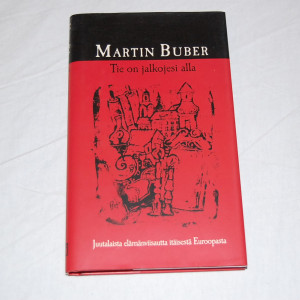 MARTIN BUBER
Tie on jalkojesi alla
Juutalaista elämänviisautta itäisestä Euroopasta